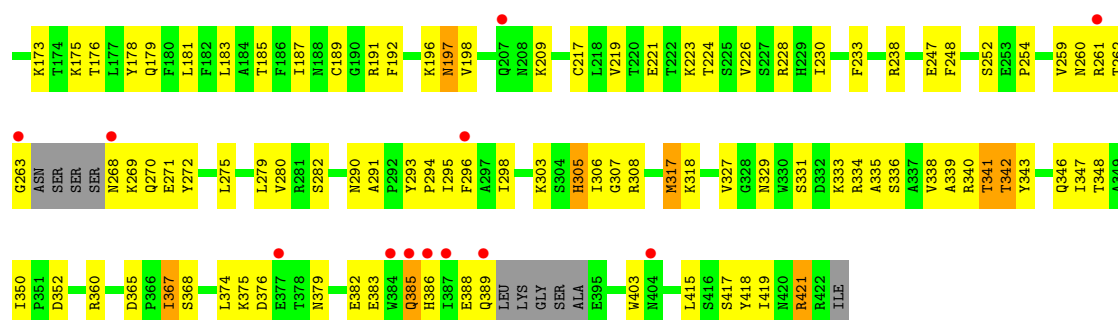 K173 T174 K175 T176 L177 Y178 Q179 F180 L181 F182 L183 A184 T185 F186 I187 N188 C189 G190 R191 F192 K196 N197 V198 Q207 N208 K209 C217 L218 V219 T220 E221 T222 K223 T224 S225 V226 S227 R228 H229 I230 F233 R238 E247 F248 S252 E253 P254 V259 N260 R261 T262
G263 ASN SER SER SER N268 K269 Q270 E271 Y272 L275 L279 V280 R281 S282 N290 A291 P292 Y293 P294 I295 F296 A297 I298 K303 S304 H305 I306 G307 R308 M317 K318 V327 G328 N329 W330 S331 D332 K333 R334 A335 S336 A337 V338 A339 R340 T341 T342 Y343 Q346 I347 T348 A349
I350 P351 D352 R360 D365 P366 I367 S368 L374 K375 D376 E377 T378 N379 E382 E383 W384 Q385 H386 I387 E388 Q389 LEU LYS GLY SER ALA E395 W403 N404 L415 S416 S417 Y418 I419 N420 R421 R422 ILE